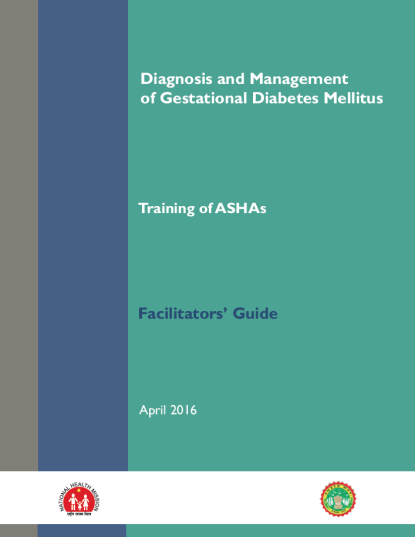 Diagnosis and Management
of Gestational Diabetes Mellitus
Training of ASHAs
Facilitators' Guide
April 2016
NATIONAL HEALTH MISSION